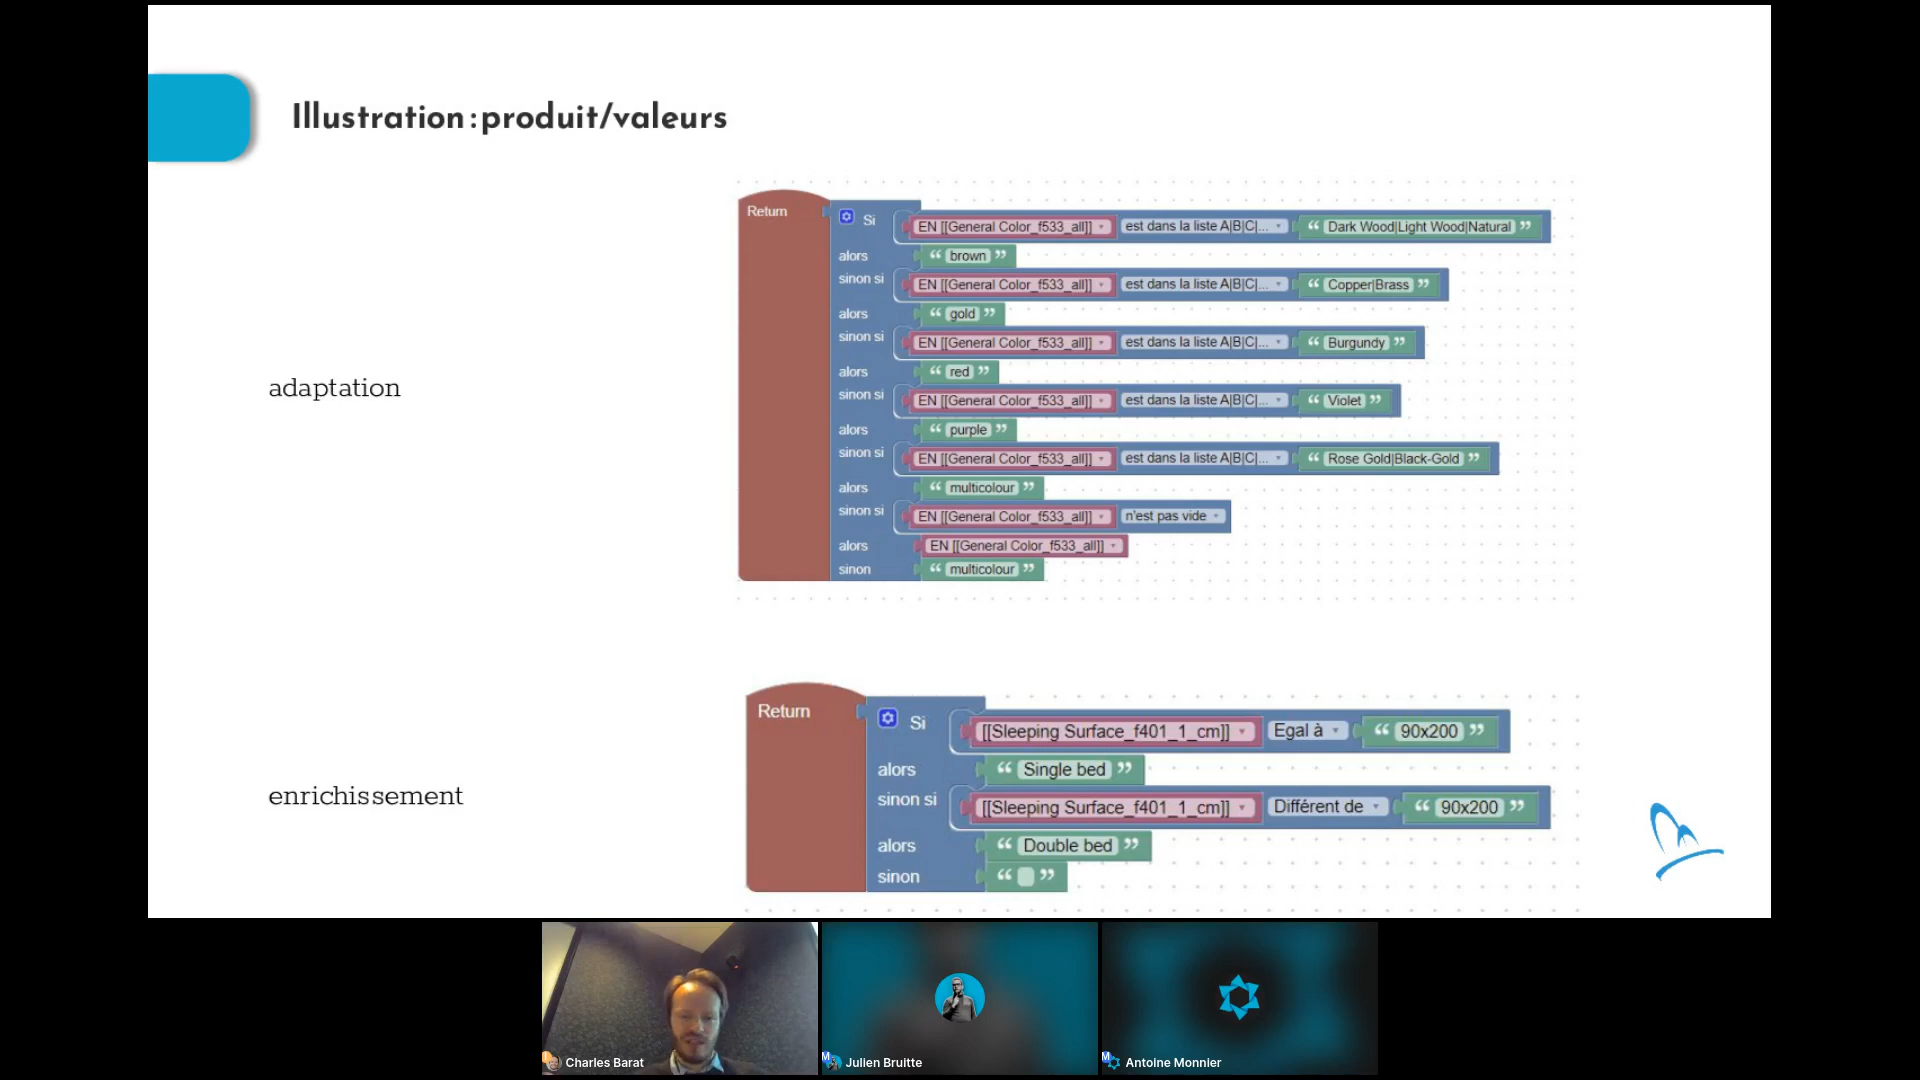 Illustration : produit/valeurs
Return
Si EN [[General Color_f533_all]] est dans la liste A|B|C|... “ Dark Wood|Light Wood|Natural ”
alors “ brown ”
sinon si EN [[General Color_f533_all]] est dans la liste A|B|C|... “ Copper|Brass ”
alors “ gold ”
sinon si EN [[General Color_f533_all]] est dans la liste A|B|C|... “ Burgundy ”
alors “ red ”
sinon si EN [[General Color_f533_all]] est dans la liste A|B|C|... “ Violet ”
alors “ purple ”
sinon si EN [[General Color_f533_all]] est dans la liste A|B|C|... “ Rose Gold|Black-Gold ”
alors “ multicolour ”
sinon si EN [[General Color_f533_all]] n'est pas vide
alors EN [[General Color_f533_all]]
sinon “ multicolour ”
adaptation
Return
Si [[Sleeping Surface_f401_1_cm]] Egal à “ 90x200 ”
alors “ Single bed ”
sinon si [[Sleeping Surface_f401_1_cm]] Différent de “ 90x200 ”
alors “ Double bed ”
sinon “ ”
enrichissement
Charles Barat
Julien Bruitte
Antoine Monnier